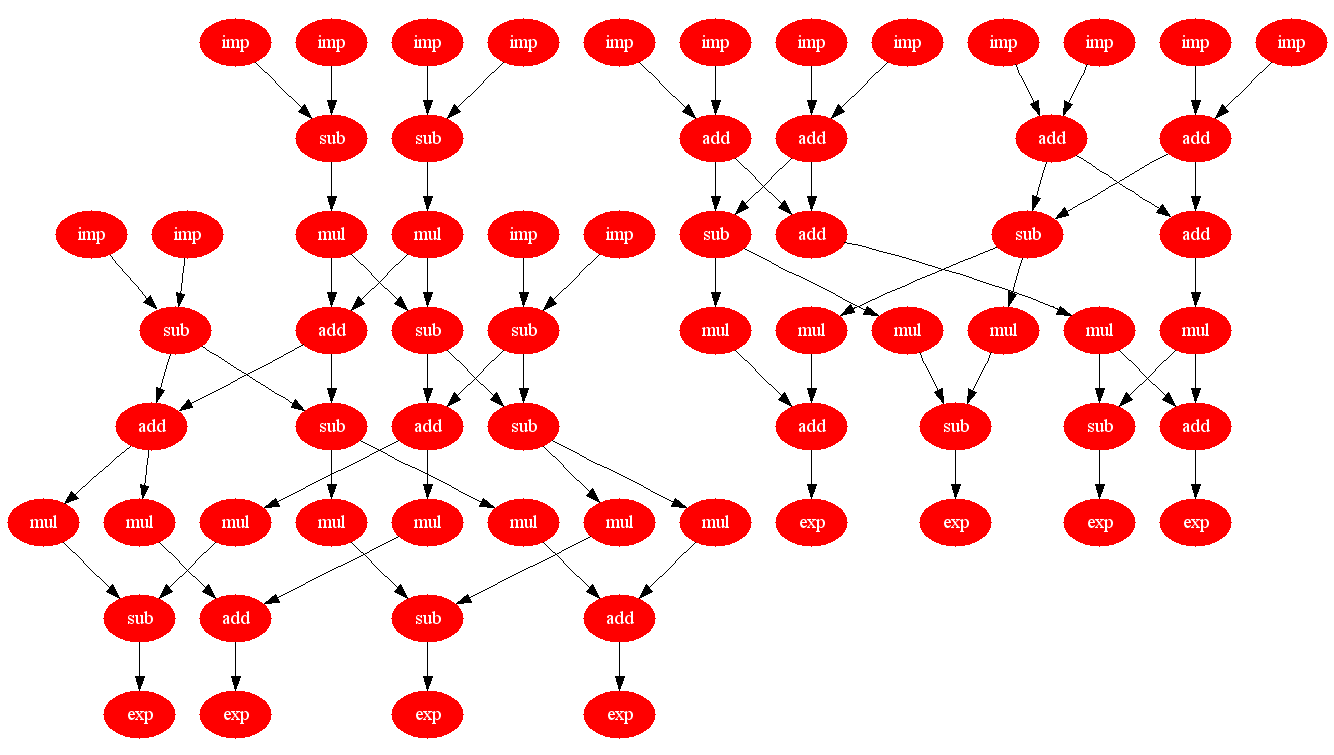 imp imp imp imp imp imp imp imp imp imp imp imp
sub sub add add add add
imp imp mul mul imp imp sub add sub add
sub add sub sub mul mul mul mul mul mul
add sub add sub add sub sub add
mul mul mul mul mul mul mul mul exp exp exp exp
sub add sub add
exp exp exp exp